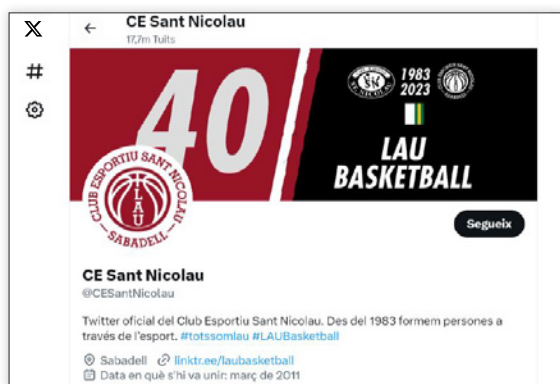 CE Sant Nicolau
17,7m Tuits
40
1983
2023
LAU
BASKETBALL
CLUB ESPORTIU SANT NICOLAU
LAU
SABADELL
Segueix
CE Sant Nicolau
@CESantNicolau
Twitter oficial del Club Esportiu Sant Nicolau. Des del 1983 formem persones a
través de l'esport. #totssomlau #LAUBasketball
Sabadell linktr.ee/laubasketball
Data en què s'hi va unir: març de 2011